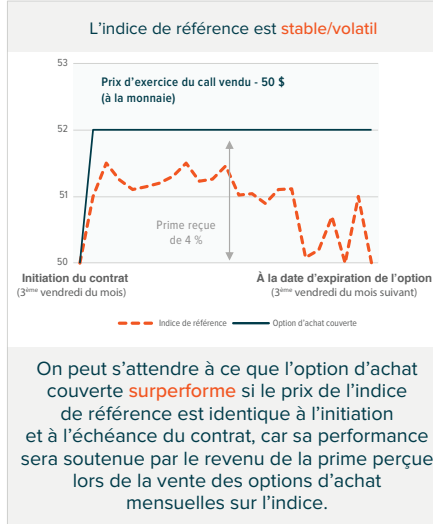 L'indice de référence est stable/volatil
53
Prix d'exercice du call vendu - 50 $
(à la monnaie)
52
51
Prime reçue
de 4 %
50
Initiation du contrat
(3ème vendredi du mois)
À la date d'expiration de l'option
(3ème vendredi du mois suivant)
Indice de référence
Option d'achat couverte
On peut s'attendre à ce que l'option d'achat
couverte surperforme si le prix de l'indice
de référence est identique à l'initiation
et à l'échéance du contrat, car sa performance
sera soutenue par le revenu de la prime perçue
lors de la vente des options d'achat
mensuelles sur l'indice.